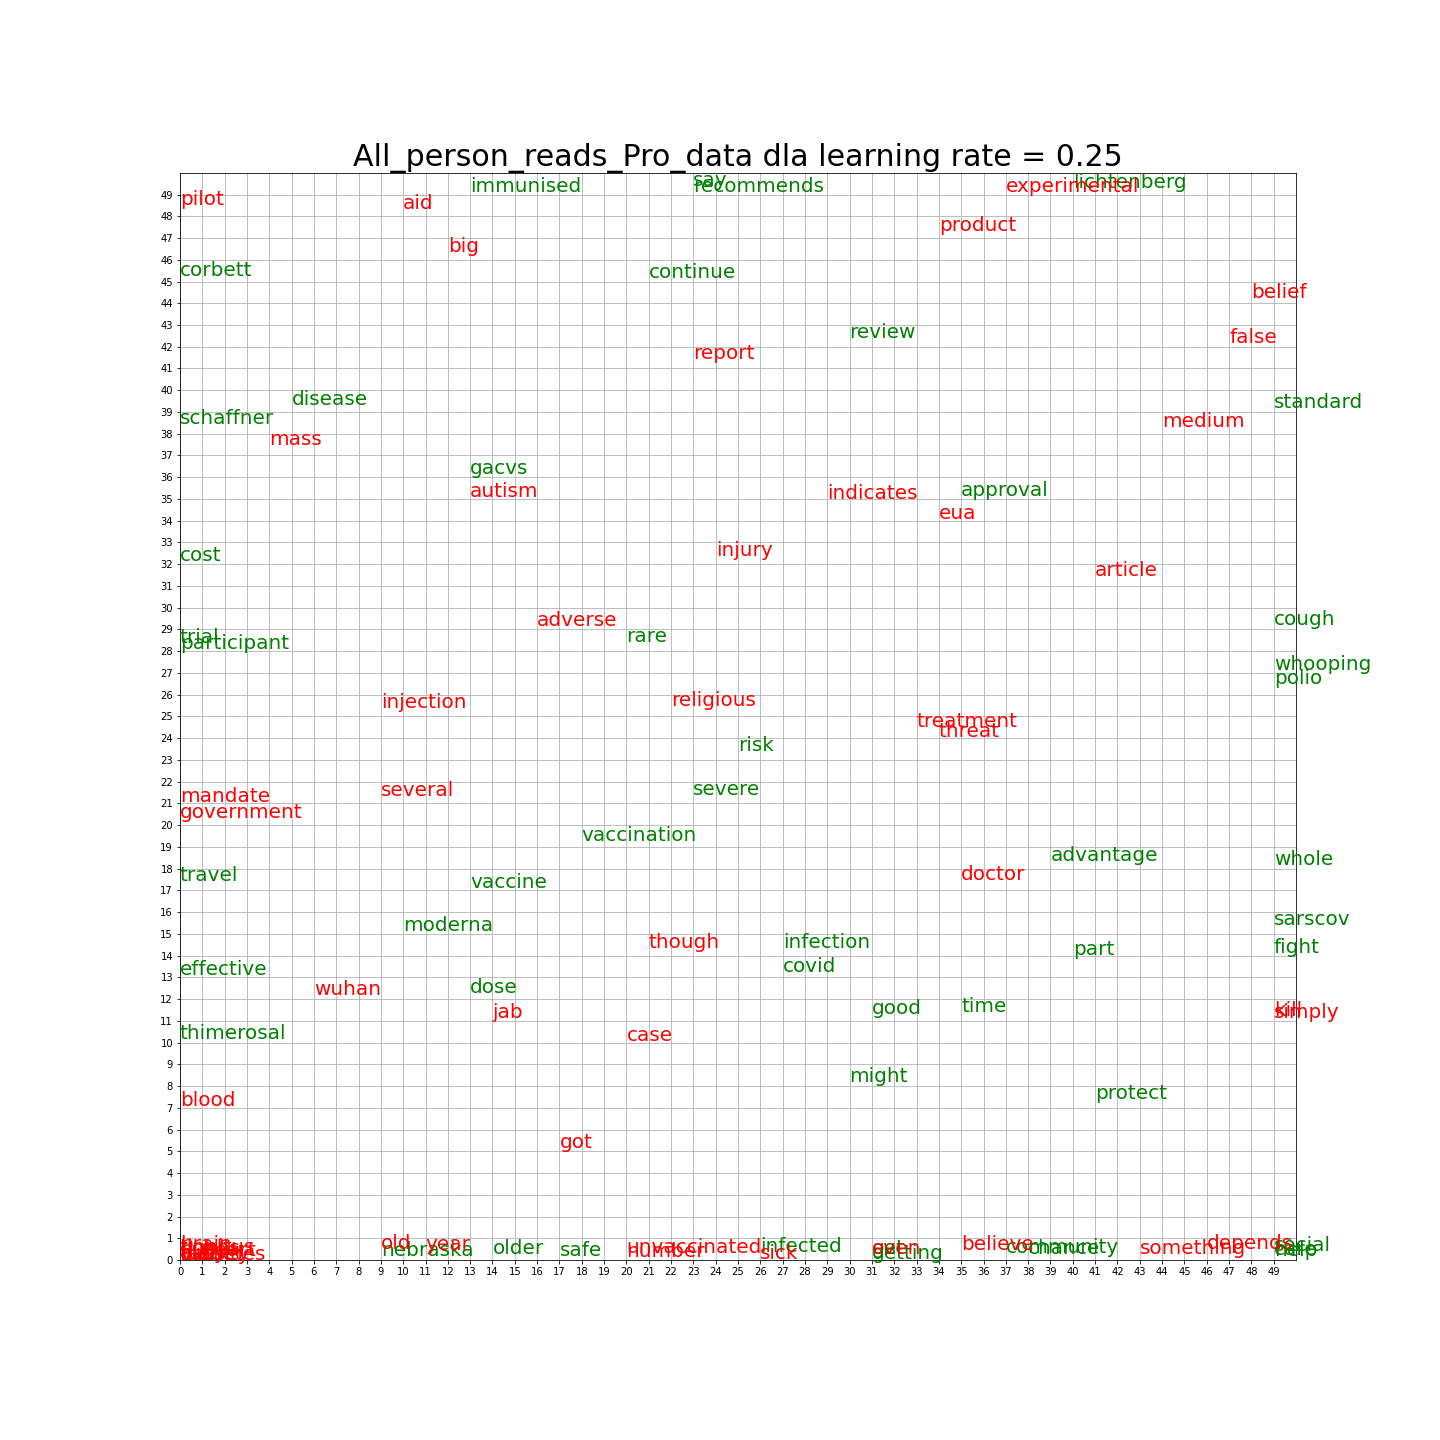 All_person_reads_Pro_data dla learning rate = 0.25
say
immunised recommends experimental lichtenberg
49 pilot aid
48 product
47 big
46 corbett continue
45 belief
44
43 review false
42 report
41
40 disease standard
39 schaffner medium
38 mass
37 gacvs
36 autism indicates approval
35 eua
34
33 injury
cost
32 article
31
30 adverse cough
29 trial rare
participant
28 whooping
27 polio
26 injection religious
25 treatment
threat
24 risk
23
22 several severe
mandate
21 government
20 vaccination
19 advantage whole
18 travel doctor
17 vaccine
16 sarscov
moderna
15 though infection part fight
14 effective covid
13 wuhan dose
12 jab good time kill
simply
11 thimerosal case
10
9 might
8 protect
7 blood
6 got
5
4
3
2
1 brain old year unvaccinated infected believe community chance something depends social
nebraska older safe number sick getting help
0
0 1 2 3 4 5 6 7 8 9 10 11 12 13 14 15 16 17 18 19 20 21 22 23 24 25 26 27 28 29 30 31 32 33 34 35 36 37 38 39 40 41 42 43 44 45 46 47 48 49